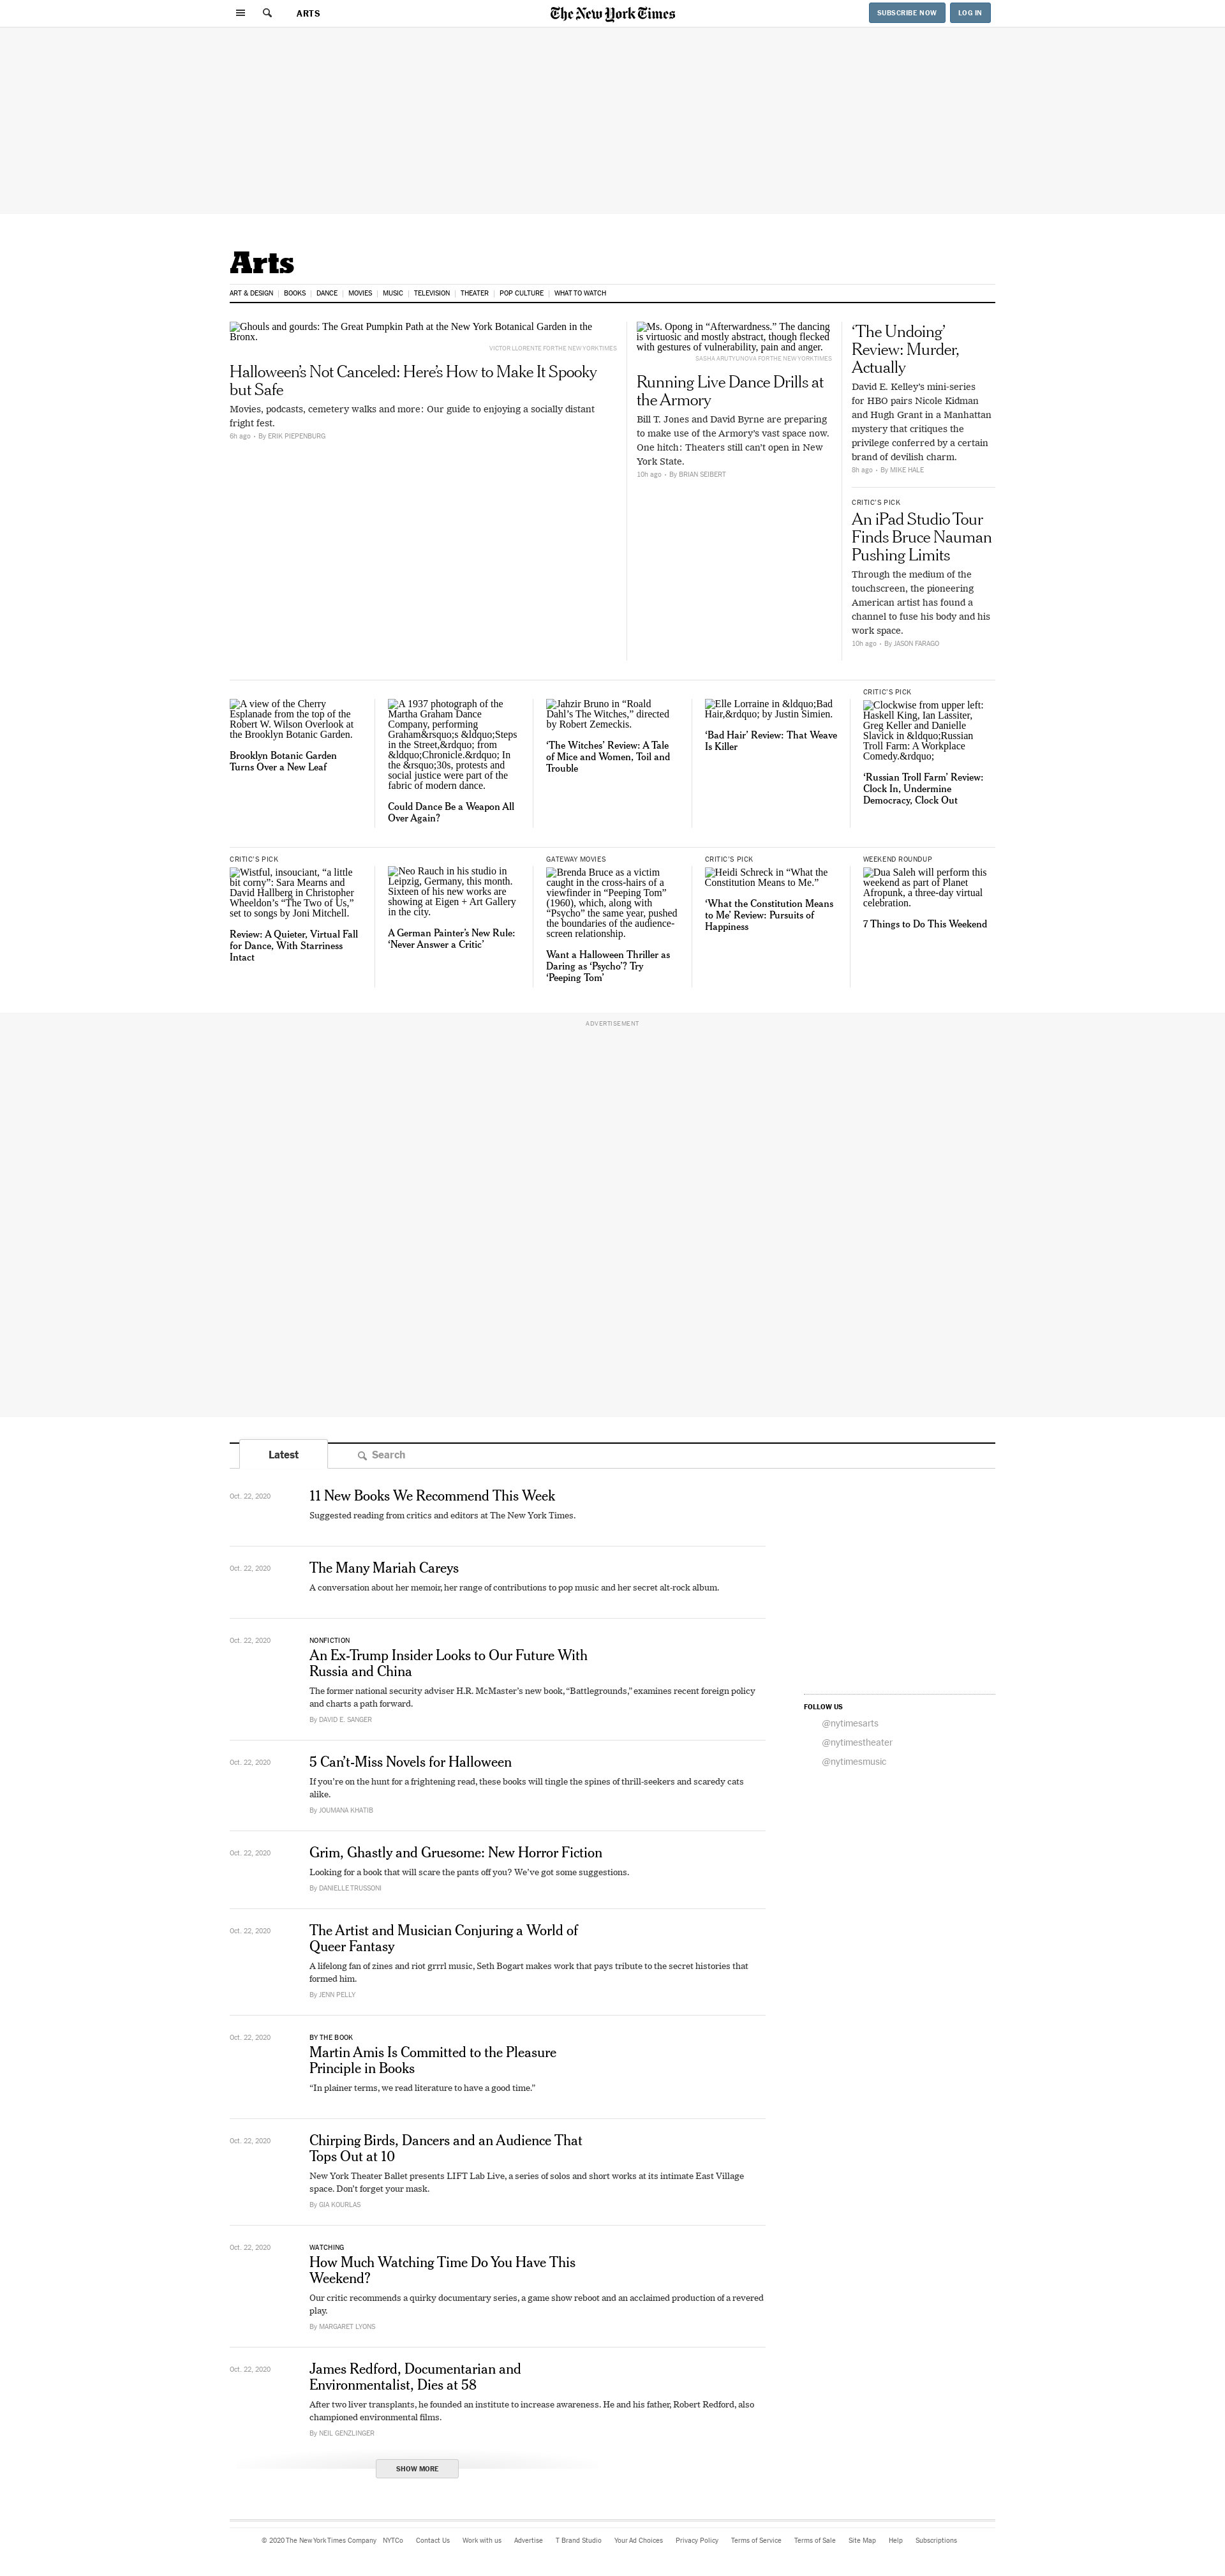 ARTS
The New York Times
SUBSCRIBE NOW
LOG IN
Arts
ART & DESIGN
BOOKS
DANCE
MOVIES
MUSIC
TELEVISION
THEATER
POP CULTURE
WHAT TO WATCH
Ghouls and gourds: The Great Pumpkin Path at the New York Botanical Garden in the
Bronx.
VICTOR LLORENTE FOR THE NEW YORK TIMES
Halloween’s Not Canceled: Here’s How to Make It Spooky
but Safe
Movies, podcasts, cemetery walks and more: Our guide to enjoying a socially distant
fright fest.
6h ago • By ERIK PIEPENBURG
Ms. Opong in “Afterwardness.” The dancing
is virtuosic and mostly abstract, though flecked
with gestures of vulnerability, pain and anger.
SASHA ARUTYUNOVA FOR THE NEW YORK TIMES
Running Live Dance Drills at
the Armory
Bill T. Jones and David Byrne are preparing
to make use of the Armory’s vast space now.
One hitch: Theaters still can’t open in New
York State.
10h ago • By BRIAN SEIBERT
‘The Undoing’
Review: Murder,
Actually
David E. Kelley’s mini-series
for HBO pairs Nicole Kidman
and Hugh Grant in a Manhattan
mystery that critiques the
privilege conferred by a certain
brand of devilish charm.
8h ago • By MIKE HALE
CRITIC’S PICK
An iPad Studio Tour
Finds Bruce Nauman
Pushing Limits
Through the medium of the
touchscreen, the pioneering
American artist has found a
channel to fuse his body and his
work space.
10h ago • By JASON FARAGO
A view of the Cherry
Esplanade from the top of the
Robert W. Wilson Overlook at
the Brooklyn Botanic Garden.
Brooklyn Botanic Garden
Turns Over a New Leaf
A 1937 photograph of the
Martha Graham Dance
Company, performing
Graham&rsquo;s &ldquo;Steps
in the Street,&rdquo; from
&ldquo;Chronicle.&rdquo; In
the &rsquo;30s, protests and
social justice were part of the
fabric of modern dance.
Could Dance Be a Weapon All
Over Again?
Jahzir Bruno in “Roald
Dahl’s The Witches,” directed
by Robert Zemeckis.
‘The Witches’ Review: A Tale
of Mice and Women, Toil and
Trouble
Elle Lorraine in &ldquo;Bad
Hair,&rdquo; by Justin Simien.
‘Bad Hair’ Review: That Weave
Is Killer
CRITIC’S PICK
Clockwise from upper left:
Haskell King, Ian Lassiter,
Greg Keller and Danielle
Slavick in &ldquo;Russian
Troll Farm: A Workplace
Comedy.&rdquo;
‘Russian Troll Farm’ Review:
Clock In, Undermine
Democracy, Clock Out
CRITIC’S PICK
Wistful, insouciant, “a little
bit corny”: Sara Mearns and
David Hallberg in Christopher
Wheeldon’s “The Two of Us,”
set to songs by Joni Mitchell.
Review: A Quieter, Virtual Fall
for Dance, With Starriness
Intact
Neo Rauch in his studio in
Leipzig, Germany, this month.
Sixteen of his new works are
showing at Eigen + Art Gallery
in the city.
A German Painter’s New Rule:
‘Never Answer a Critic’
GATEWAY MOVIES
Brenda Bruce as a victim
caught in the cross-hairs of a
viewfinder in “Peeping Tom”
(1960), which, along with
“Psycho” the same year, pushed
the boundaries of the audience-
screen relationship.
Want a Halloween Thriller as
Daring as ‘Psycho’? Try
‘Peeping Tom’
CRITIC’S PICK
Heidi Schreck in “What the
Constitution Means to Me.”
‘What the Constitution Means
to Me’ Review: Pursuits of
Happiness
WEEKEND ROUNDUP
Dua Saleh will perform this
weekend as part of Planet
Afropunk, a three-day virtual
celebration.
7 Things to Do This Weekend
ADVERTISEMENT
Latest
Search
Oct. 22, 2020
11 New Books We Recommend This Week
Suggested reading from critics and editors at The New York Times.
Oct. 22, 2020
The Many Mariah Careys
A conversation about her memoir, her range of contributions to pop music and her secret alt-rock album.
Oct. 22, 2020
NONFICTION
An Ex-Trump Insider Looks to Our Future With
Russia and China
The former national security adviser H.R. McMaster’s new book, “Battlegrounds,” examines recent foreign policy
and charts a path forward.
By DAVID E. SANGER
Oct. 22, 2020
5 Can’t-Miss Novels for Halloween
If you’re on the hunt for a frightening read, these books will tingle the spines of thrill-seekers and scaredy cats
alike.
By JOUMANA KHATIB
Oct. 22, 2020
Grim, Ghastly and Gruesome: New Horror Fiction
Looking for a book that will scare the pants off you? We’ve got some suggestions.
By DANIELLE TRUSSONI
Oct. 22, 2020
The Artist and Musician Conjuring a World of
Queer Fantasy
A lifelong fan of zines and riot grrrl music, Seth Bogart makes work that pays tribute to the secret histories that
formed him.
By JENN PELLY
Oct. 22, 2020
BY THE BOOK
Martin Amis Is Committed to the Pleasure
Principle in Books
“In plainer terms, we read literature to have a good time.”
Oct. 22, 2020
Chirping Birds, Dancers and an Audience That
Tops Out at 10
New York Theater Ballet presents LIFT Lab Live, a series of solos and short works at its intimate East Village
space. Don’t forget your mask.
By GIA KOURLAS
Oct. 22, 2020
WATCHING
How Much Watching Time Do You Have This
Weekend?
Our critic recommends a quirky documentary series, a game show reboot and an acclaimed production of a revered
play.
By MARGARET LYONS
Oct. 22, 2020
James Redford, Documentarian and
Environmentalist, Dies at 58
After two liver transplants, he founded an institute to increase awareness. He and his father, Robert Redford, also
championed environmental films.
By NEIL GENZLINGER
SHOW MORE
FOLLOW US
@nytimesarts
@nytimestheater
@nytimesmusic
© 2020 The New York Times Company
NYTCo
Contact Us
Work with us
Advertise
T Brand Studio
Your Ad Choices
Privacy Policy
Terms of Service
Terms of Sale
Site Map
Help
Subscriptions